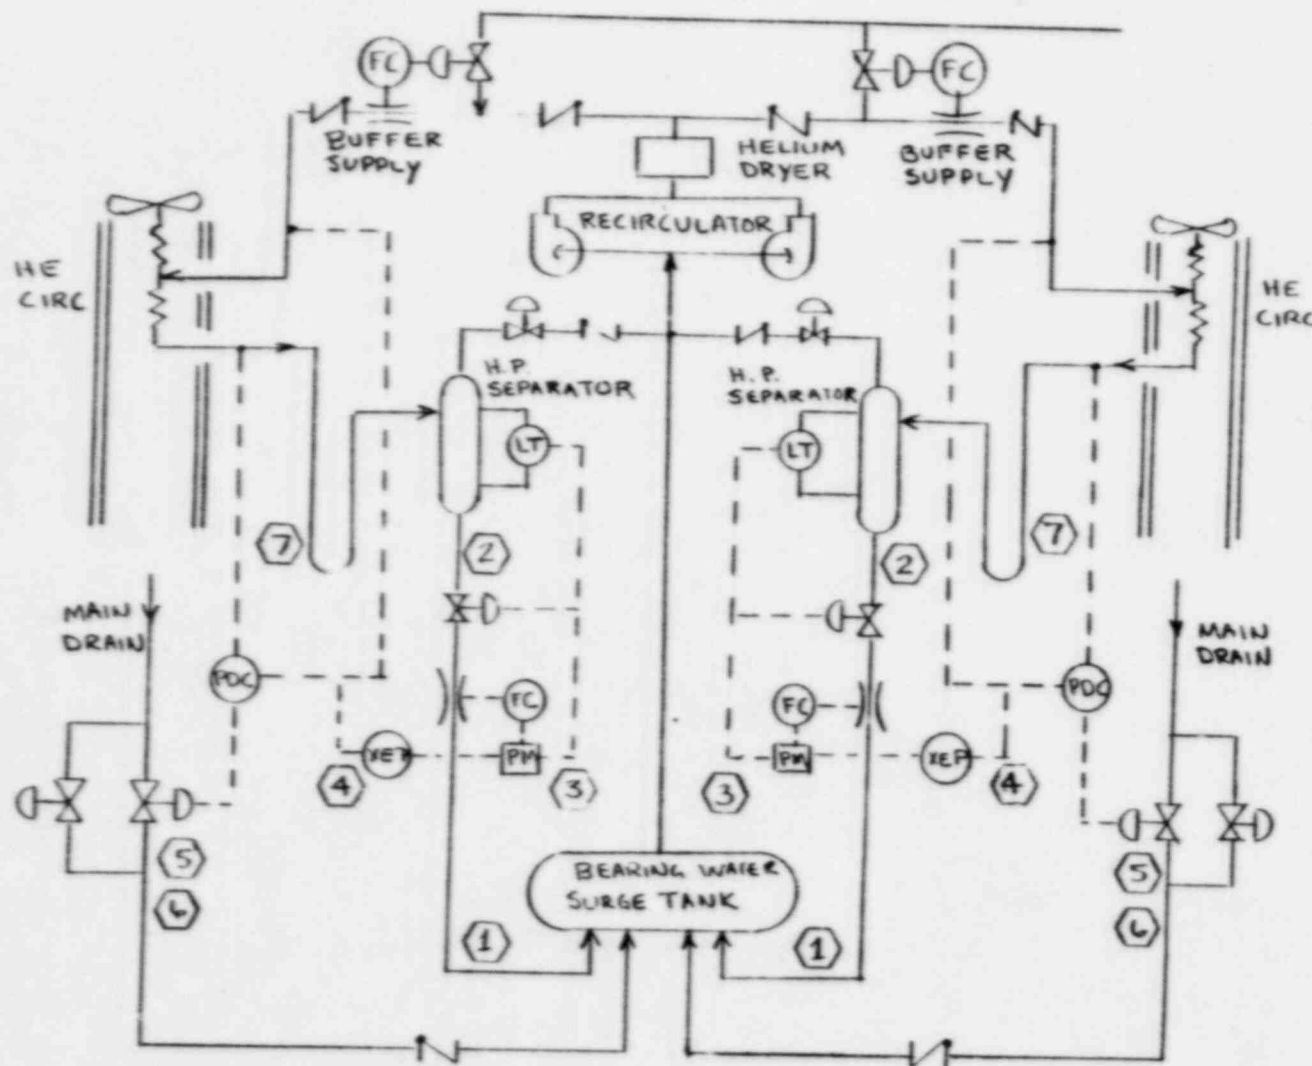 FC
FC
BUFFER
SUPPLY
HELIUM
DRYER
BUFFER
SUPPLY
RECIRCULATOR
HE
CIRC
HE
CIRC
H.P.
SEPARATOR
H.P.
SEPARATOR
LT
LT
7
2
2
7
MAIN
DRAIN
MAIN
DRAIN
PDC
FC
FC
PDC
4
XEP
PM
3
3
PM
XEP
4
5
6
BEARING WATER
SURGE TANK
5
6
1
1